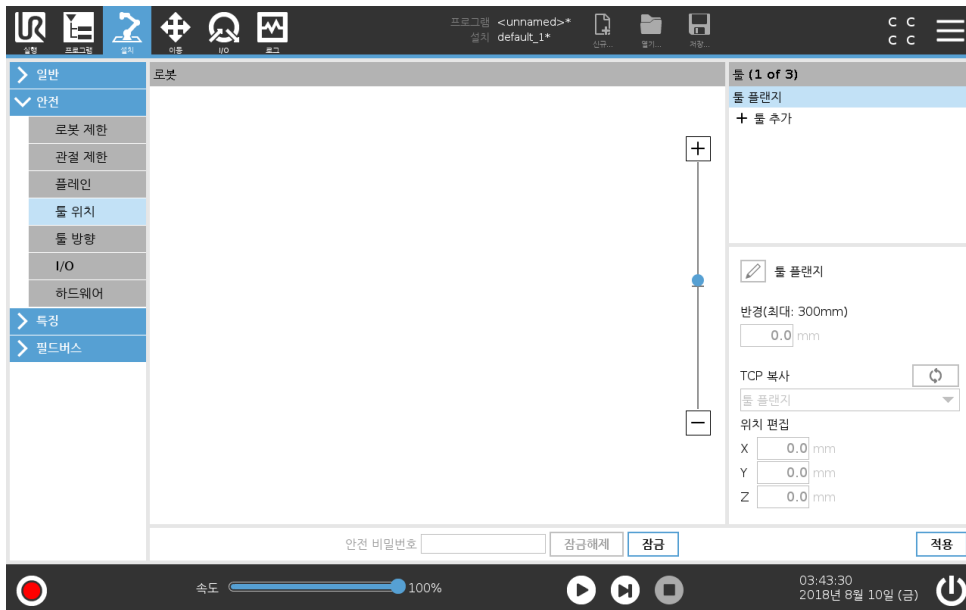 UR
실행
프로그램
설치
이동
I/O
로그
프로그램 <unnamed>*
설치 default_1*
신규...
열기...
저장...
C C
C C
일반
안전
로봇 제한
관절 제한
플레인
툴 위치
툴 방향
I/O
하드웨어
특징
필드버스
로봇
툴 (1 of 3)
툴 플랜지
+ 툴 추가
툴 플랜지
반경(최대: 300mm)
0.0 mm
TCP 복사
툴 플랜지
위치 편집
X 0.0 mm
Y 0.0 mm
Z 0.0 mm
안전 비밀번호 잠금해제 잠금
적용
속도 100%
03:43:30
2018년 8월 10일 (금)